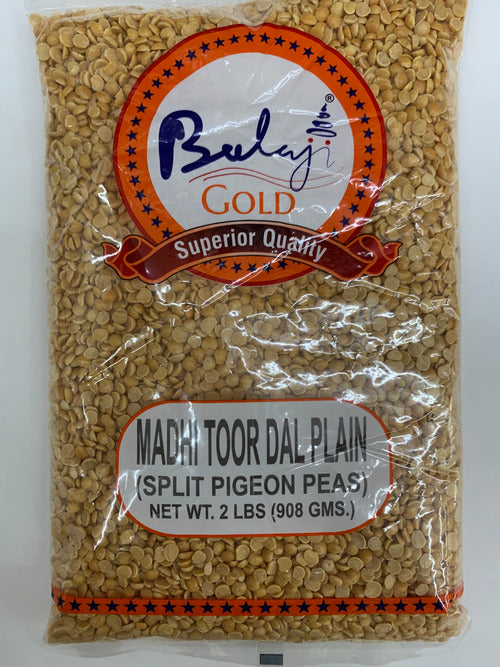 Balaji®
GOLD
Superior Quality
MADHI TOOR DAL PLAIN
(SPLIT PIGEON PEAS)
NET WT. 2 LBS (908 GMS.)